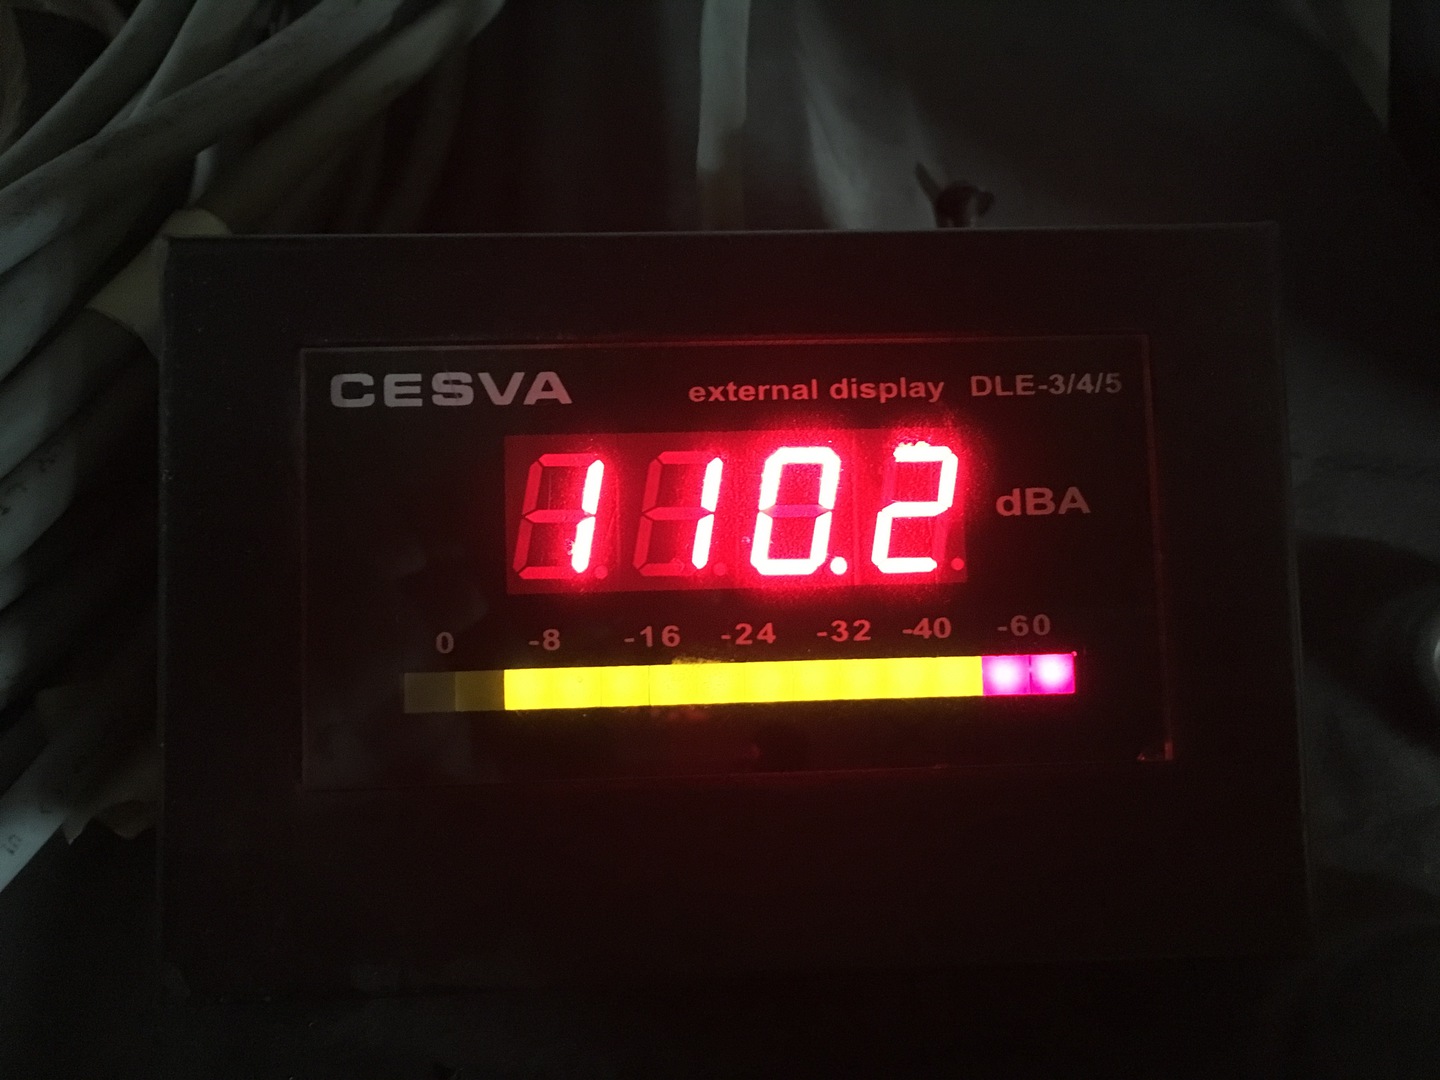 CESVA external display DLE-3/4/5
110.2 dBA
0 -8 -16 -24 -32 -40 -60